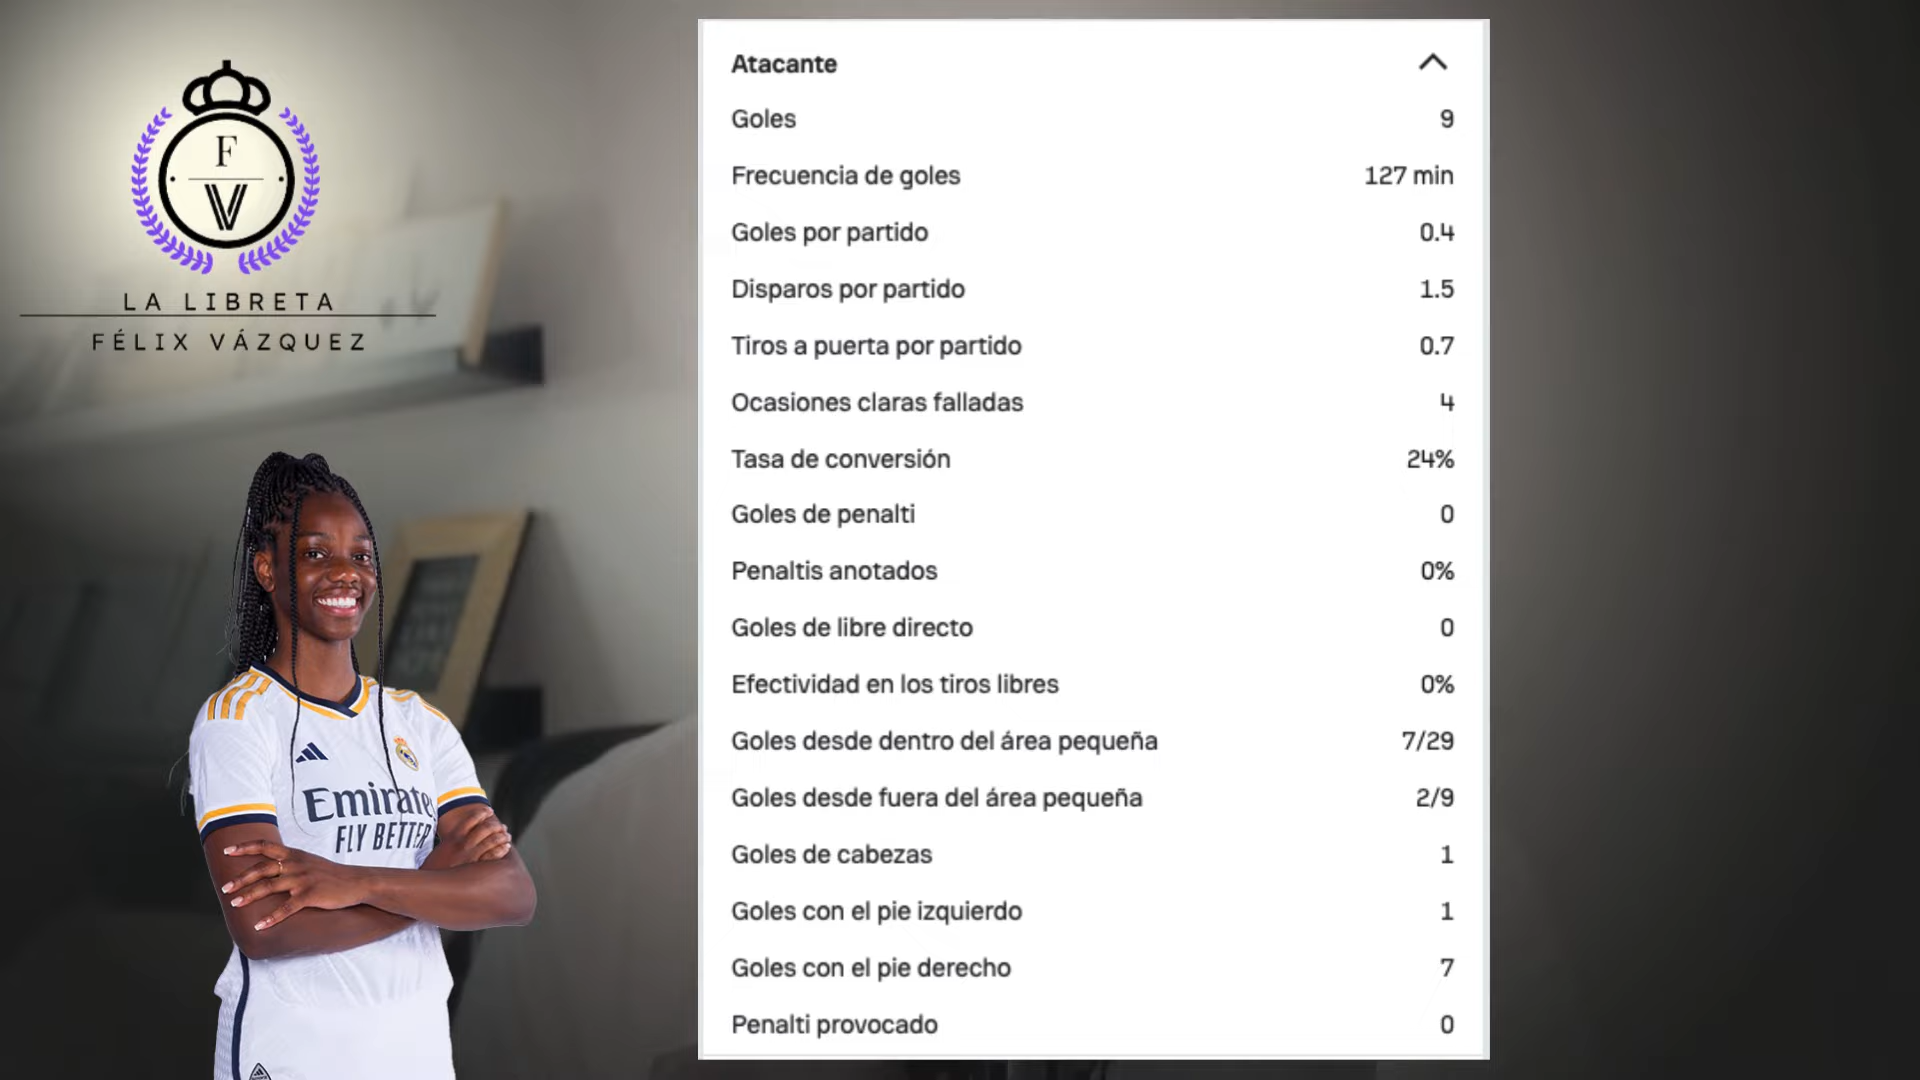 F
V
LA LIBRETA
FÉLIX VÁZQUEZ
Emirates
FLY BETTER
Atacante
Goles 9
Frecuencia de goles 127 min
Goles por partido 0.4
Disparos por partido 1.5
Tiros a puerta por partido 0.7
Ocasiones claras falladas 4
Tasa de conversión 24%
Goles de penalti 0
Penaltis anotados 0%
Goles de libre directo 0
Efectividad en los tiros libres 0%
Goles desde dentro del área pequeña 7/29
Goles desde fuera del área pequeña 2/9
Goles de cabezas 1
Goles con el pie izquierdo 1
Goles con el pie derecho 7
Penalti provocado 0